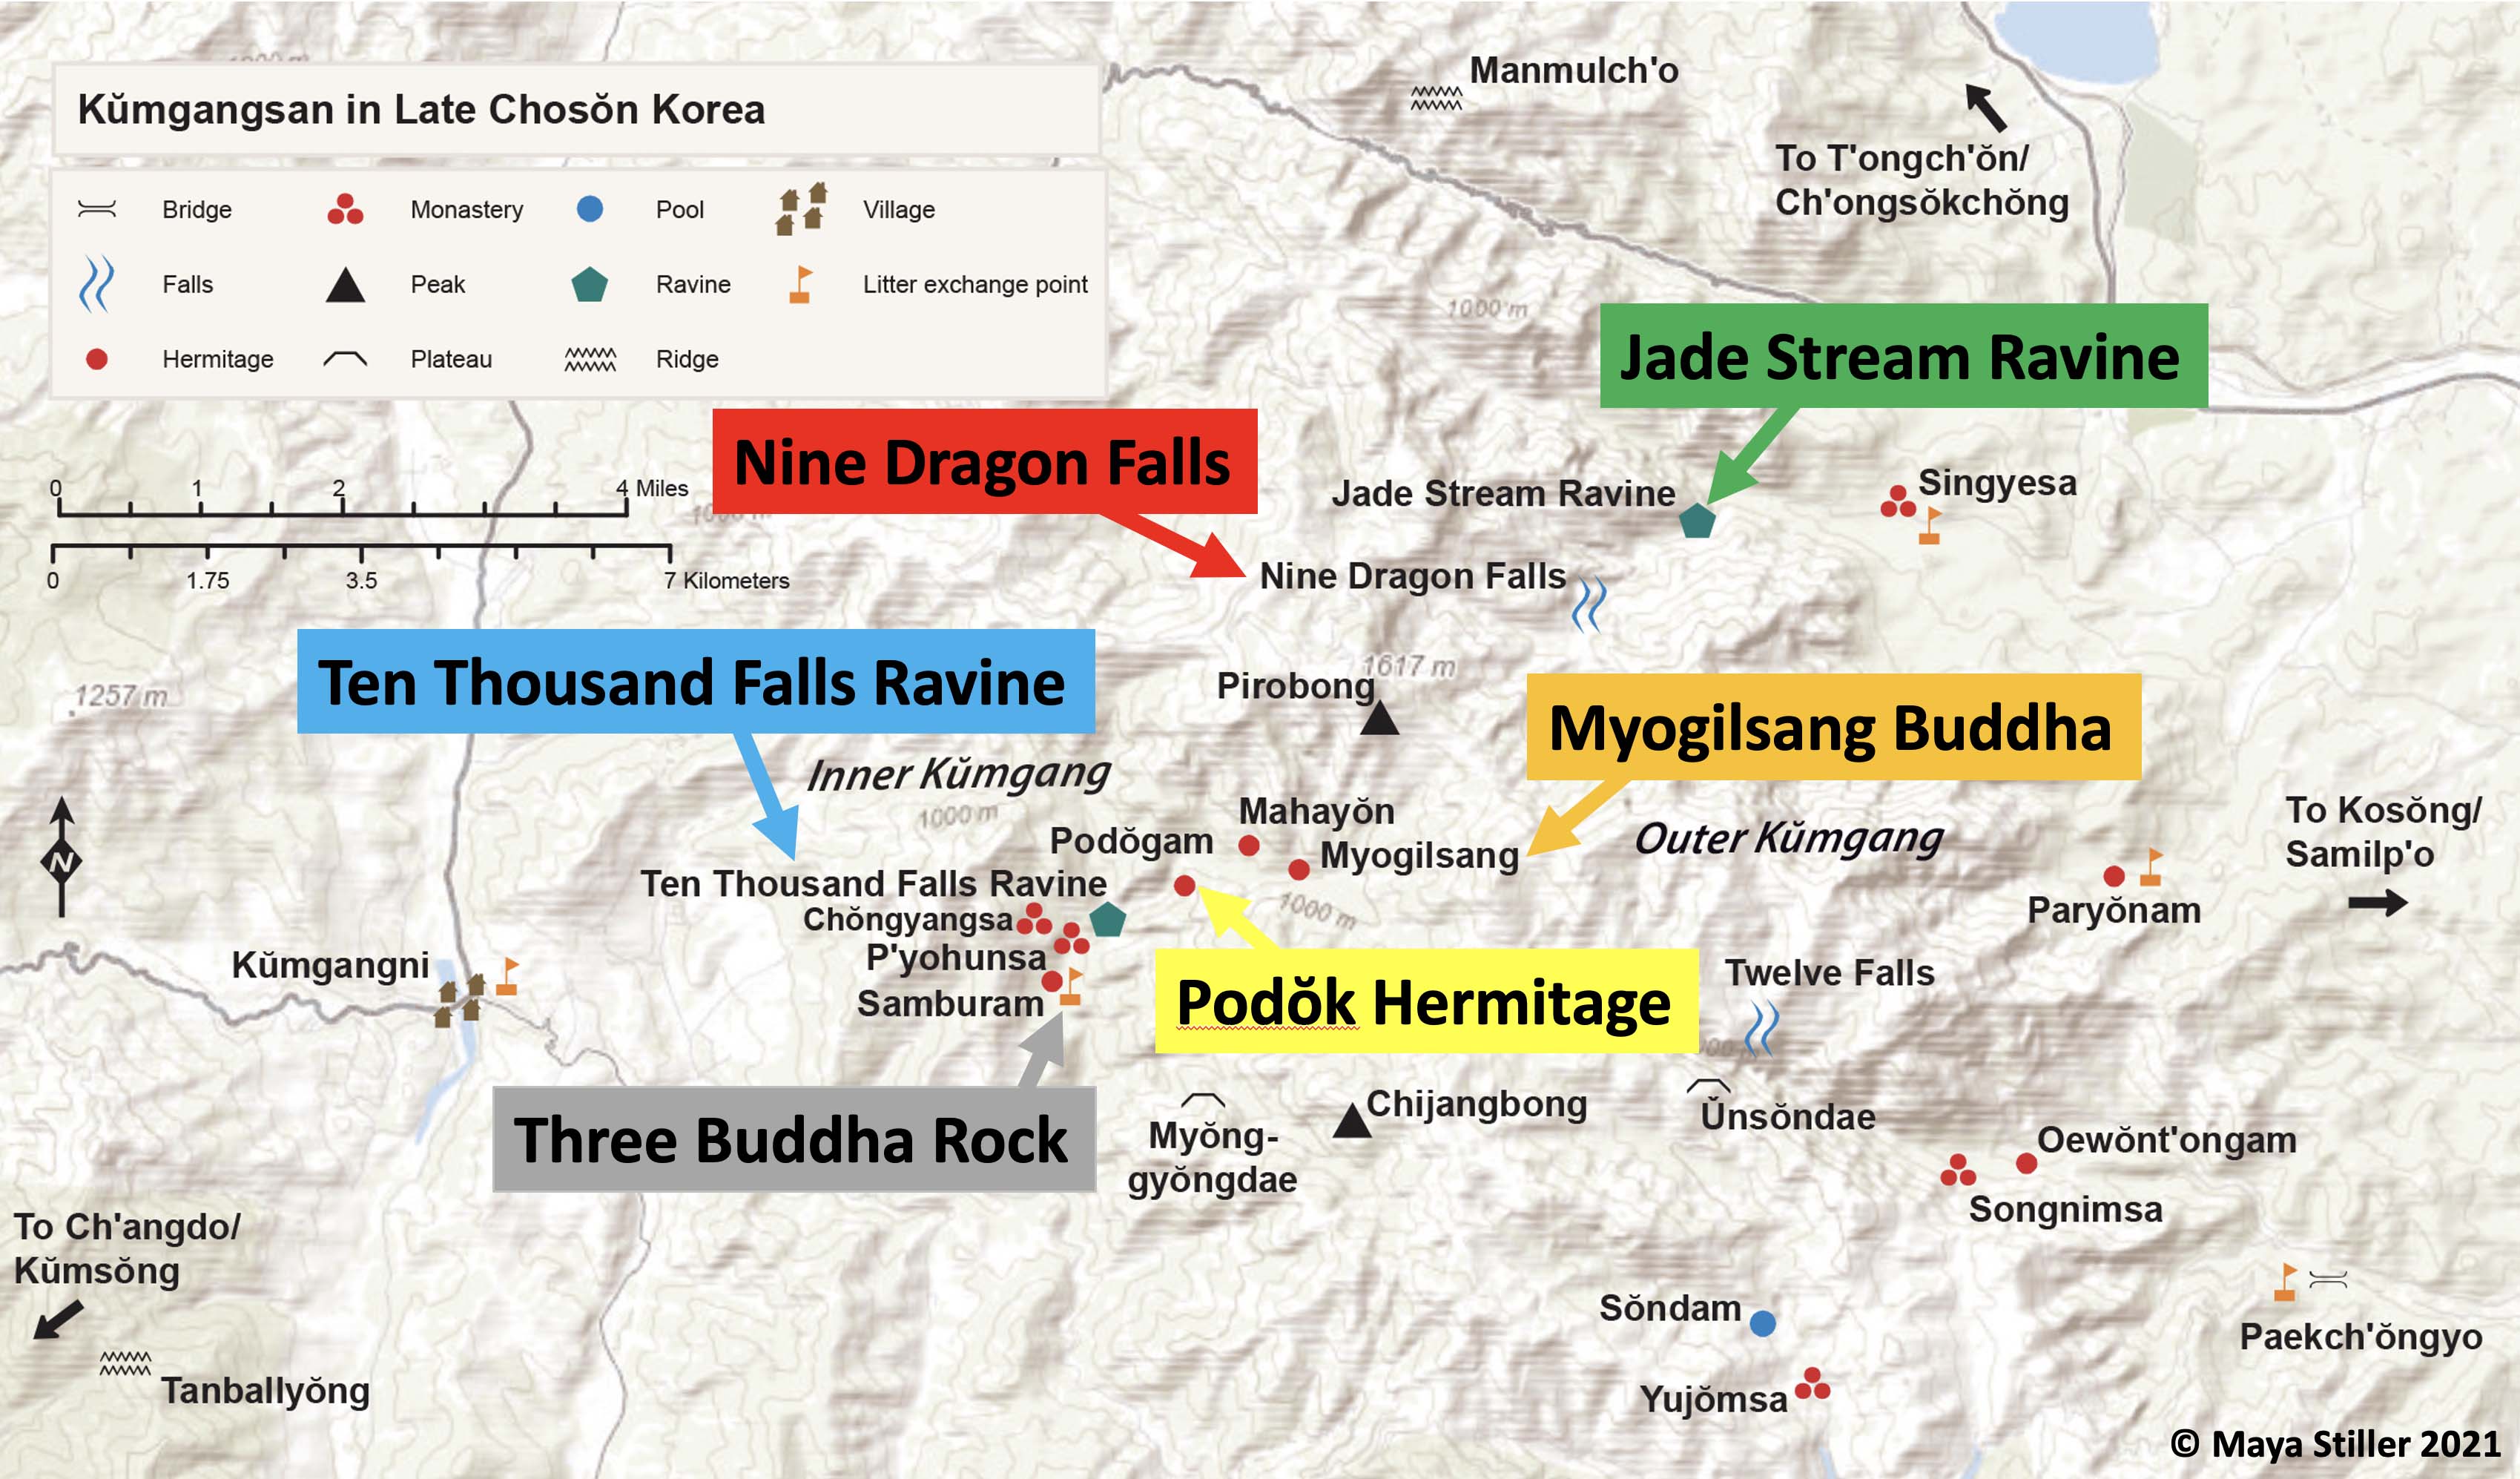 Kŭmgangsan in Late Chosŏn Korea
Bridge
Monastery
Pool
Village
Falls
Peak
Ravine
Litter exchange point
Hermitage
Plateau
Ridge
Manmulch'o
To T'ongch'ŏn/
Ch'ongsŏkchŏng
1000 m
Jade Stream Ravine
Nine Dragon Falls
0 1 2 4 Miles
0 1.75 3.5 7 Kilometers
Jade Stream Ravine
Singyesa
Nine Dragon Falls
Ten Thousand Falls Ravine
1257 m
1617 m
Pirobong
Myogilsang Buddha
Inner Kŭmgang
1000 m
Mahayŏn
Podŏgam
Myogilsang
Outer Kŭmgang
To Kosŏng/
Samilp'o
Ten Thousand Falls Ravine
Chŏngyangsa
1000 m
Paryŏnam
P'yohunsa
Kŭmgangni
Samburam
Podŏk Hermitage
Twelve Falls
Three Buddha Rock
Myŏng-
gyŏngdae
Chijangbong
Ŭnsŏndae
Oewŏnt'ongam
Songnimsa
To Ch'angdo/
Kŭmsŏng
Sŏndam
Paekch'ŏngyo
Tanballyŏng
Yujŏmsa
© Maya Stiller 2021